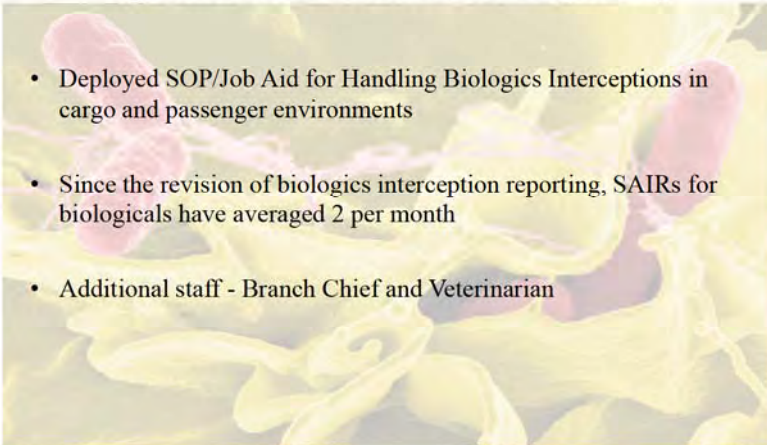 • Deployed SOP/Job Aid for Handling Biologics Interceptions in
cargo and passenger environments
• Since the revision of biologics interception reporting, SAIRs for
biologicals have averaged 2 per month
• Additional staff - Branch Chief and Veterinarian